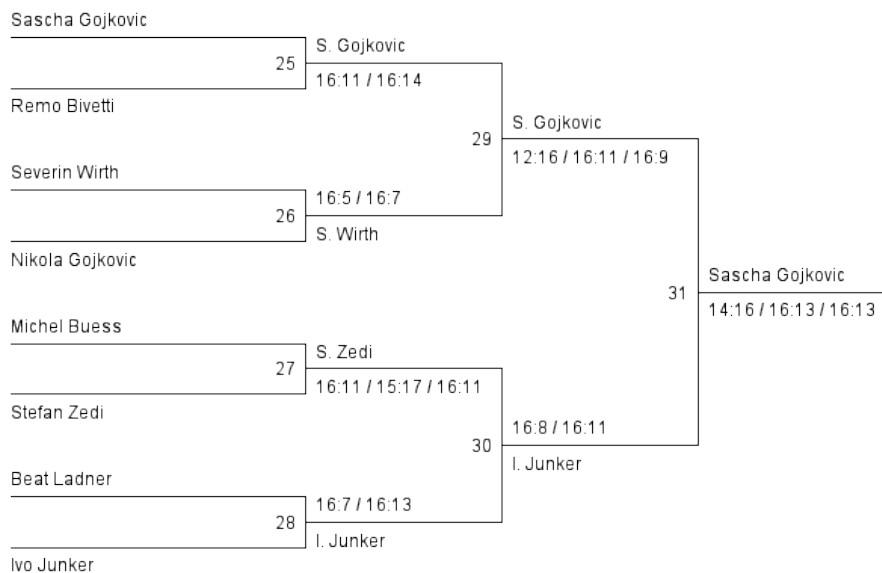 Sascha Gojkovic
Remo Bivetti
Severin Wirth
Nikola Gojkovic
Michel Buess
Stefan Zedi
Beat Ladner
Ivo Junker
25
26
27
28
S. Gojkovic
16:11 / 16:14
16:5 / 16:7
S. Wirth
S. Zedi
16:11 / 15:17 / 16:11
16:7 / 16:13
I. Junker
29
30
S. Gojkovic
12:16 / 16:11 / 16:9
16:8 / 16:11
I. Junker
31
Sascha Gojkovic
14:16 / 16:13 / 16:13